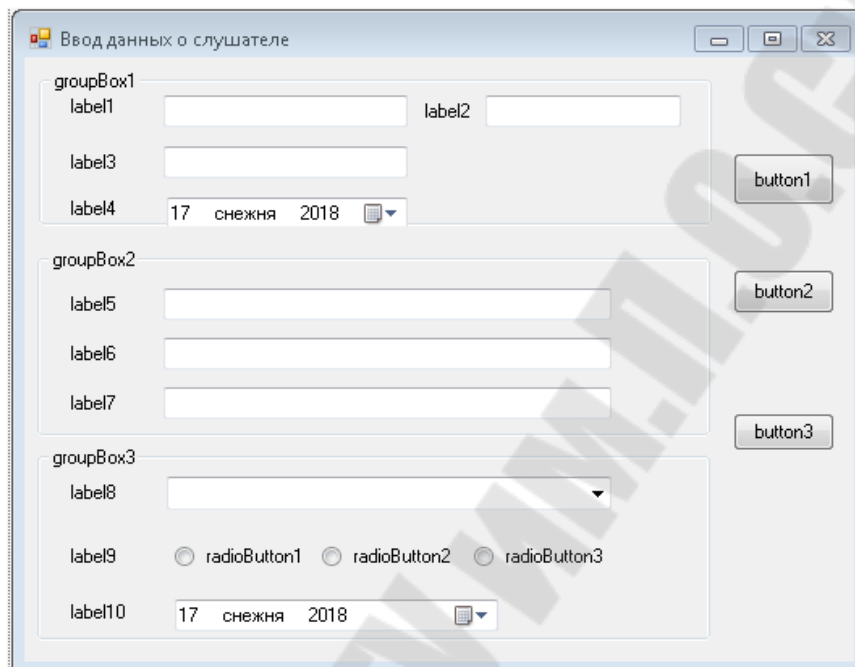 Ввод данных о слушателе
groupBox1
label1 label2
label3
button1
label4 17 снежня 2018
groupBox2
label5
button2
label6
label7
button3
groupBox3
label8
label9 radioButton1 radioButton2 radioButton3
label10 17 снежня 2018